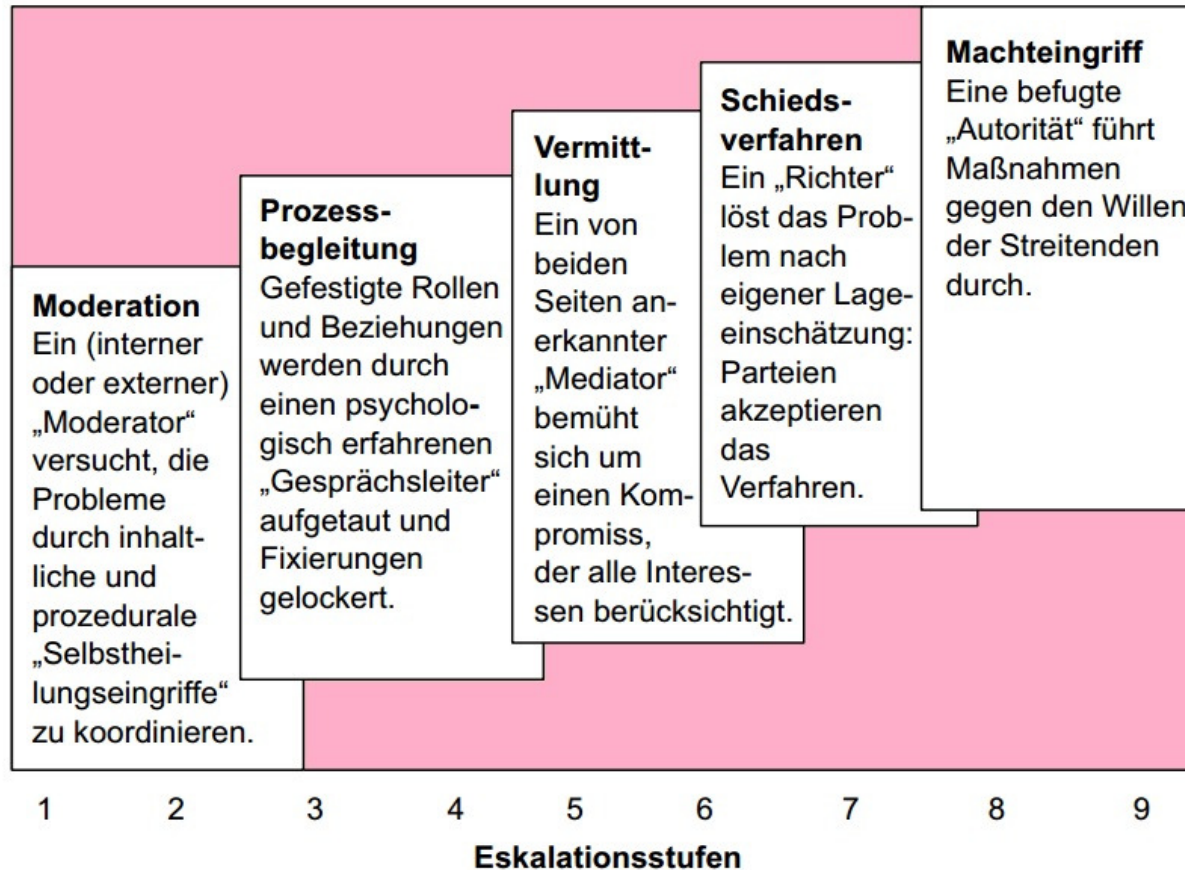 Moderation
Ein (interner
oder externer)
„Moderator“
versucht, die
Probleme
durch inhalt-
liche und
prozedurale
„Selbsthei-
lungseingriffe“
zu koordinieren.
Prozess-
begleitung
Gefestigte Rollen
und Beziehungen
werden durch
einen psycholo-
gisch erfahrenen
„Gesprächsleiter“
aufgetaut und
Fixierungen
gelockert.
Vermitt-
lung
Ein von
beiden
Seiten an-
erkannter
„Mediator“
bemüht
sich um
einen Kom-
promiss,
der alle Interes-
sen berücksichtigt.
Schieds-
verfahren
Ein „Richter“
löst das Prob-
lem nach
eigener Lage-
einschätzung:
Parteien
akzeptieren
das
Verfahren.
Machteingriff
Eine befugte
„Autorität“ führt
Maßnahmen
gegen den Willen
der Streitenden
durch.
1 2 3 4 5 6 7 8 9
Eskalationsstufen